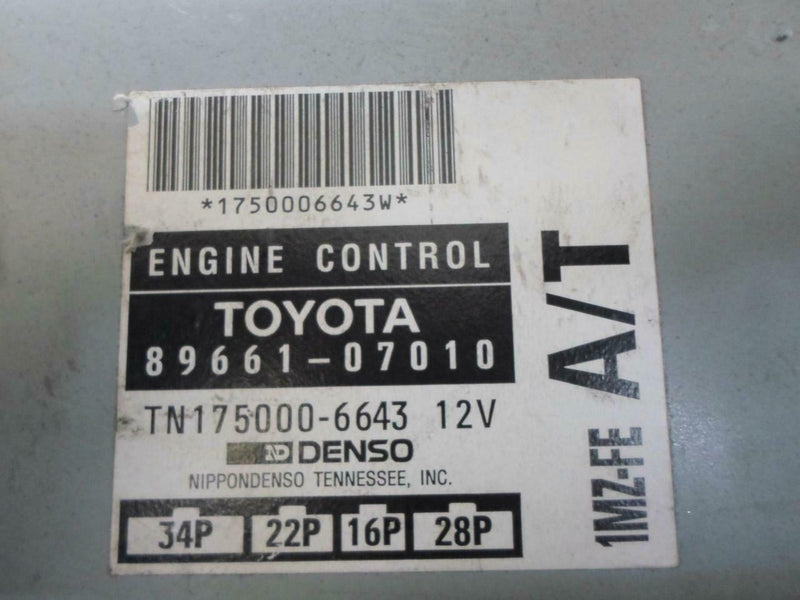 *1750006643W*
ENGINE CONTROL
TOYOTA
89661-07010
TN175000-6643 12V
ND DENSO
NIPPONDENSO TENNESSEE, INC.
34P 22P 16P 28P
1MZ-FE A/T